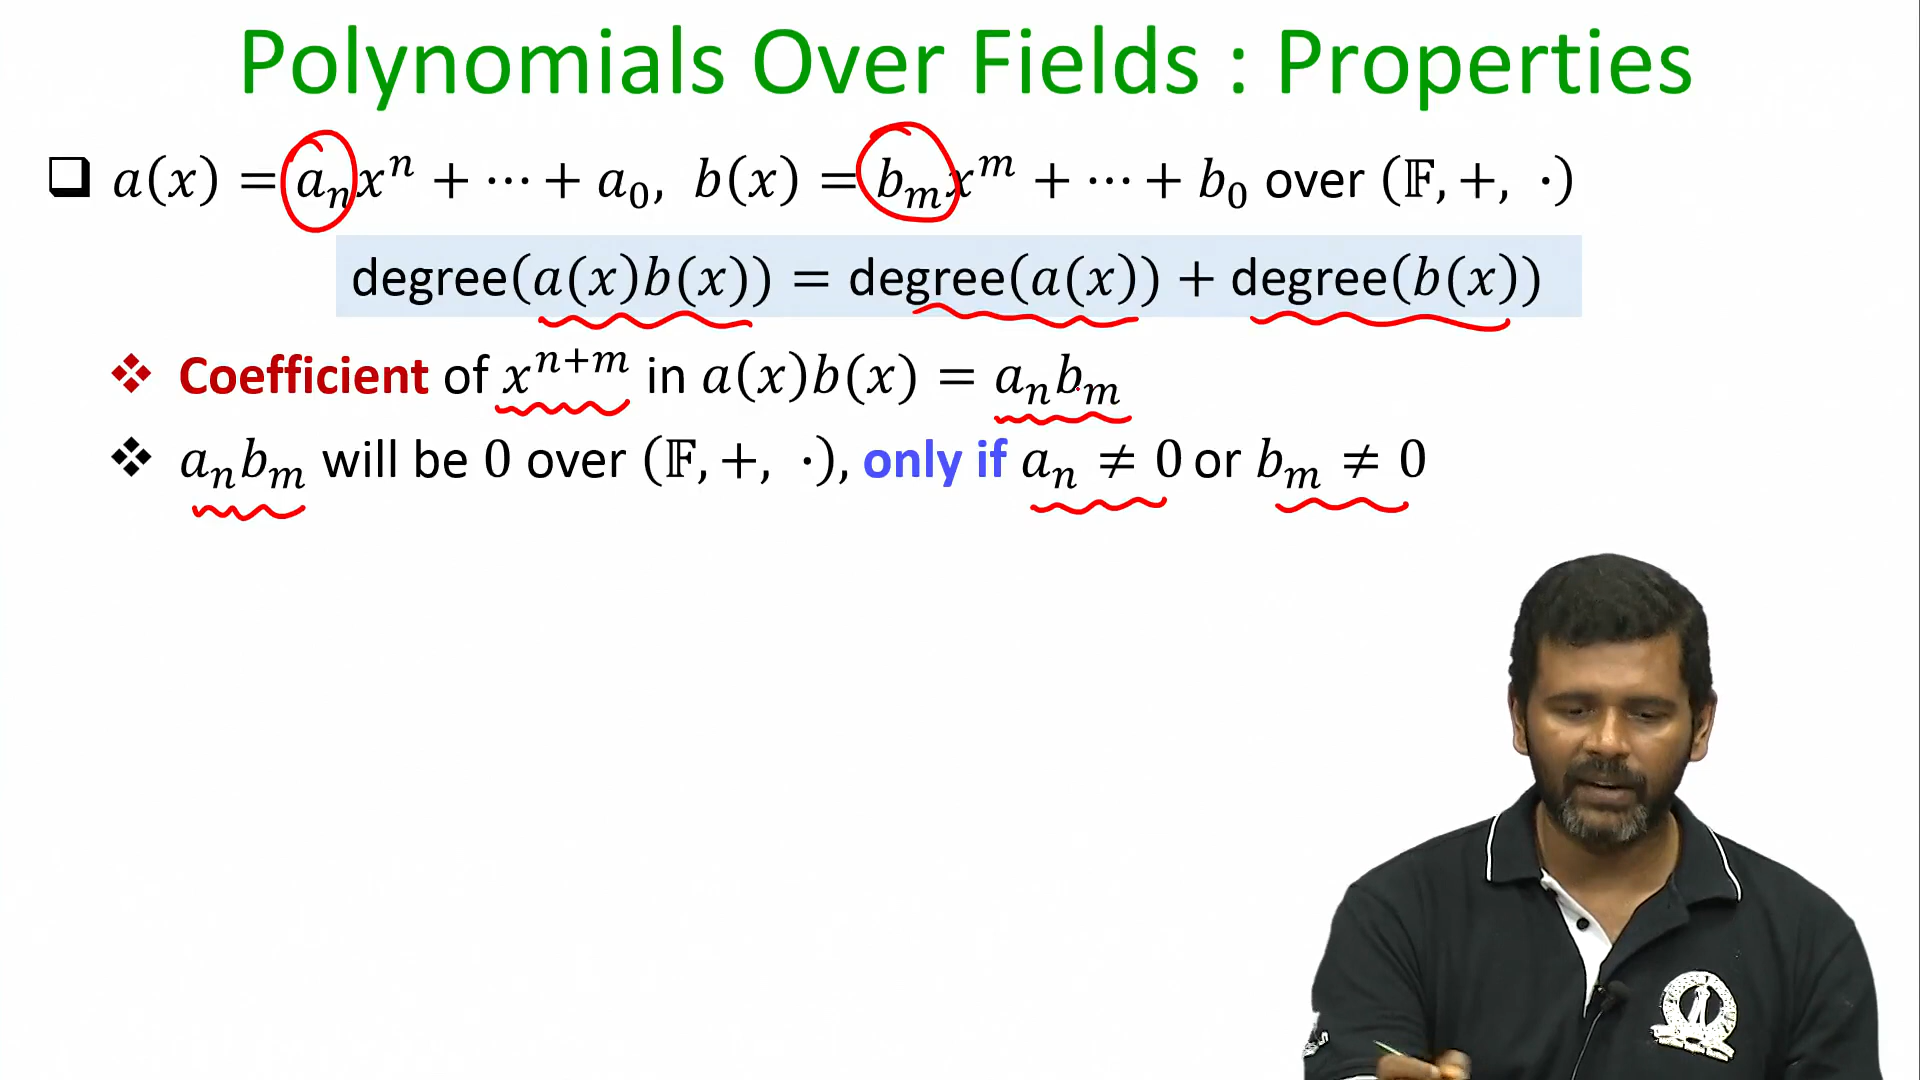 Polynomials Over Fields : Properties
❑ a(x) = aₙxⁿ + ⋯ + a₀, b(x) = bₘxᵐ + ⋯ + b₀ over (𝔽, +, ·)
degree(a(x)b(x)) = degree(a(x)) + degree(b(x))
❖ Coefficient of xⁿ⁺ᵐ in a(x)b(x) = aₙbₘ
❖ aₙbₘ will be 0 over (𝔽, +, ·), only if aₙ ≠ 0 or bₘ ≠ 0